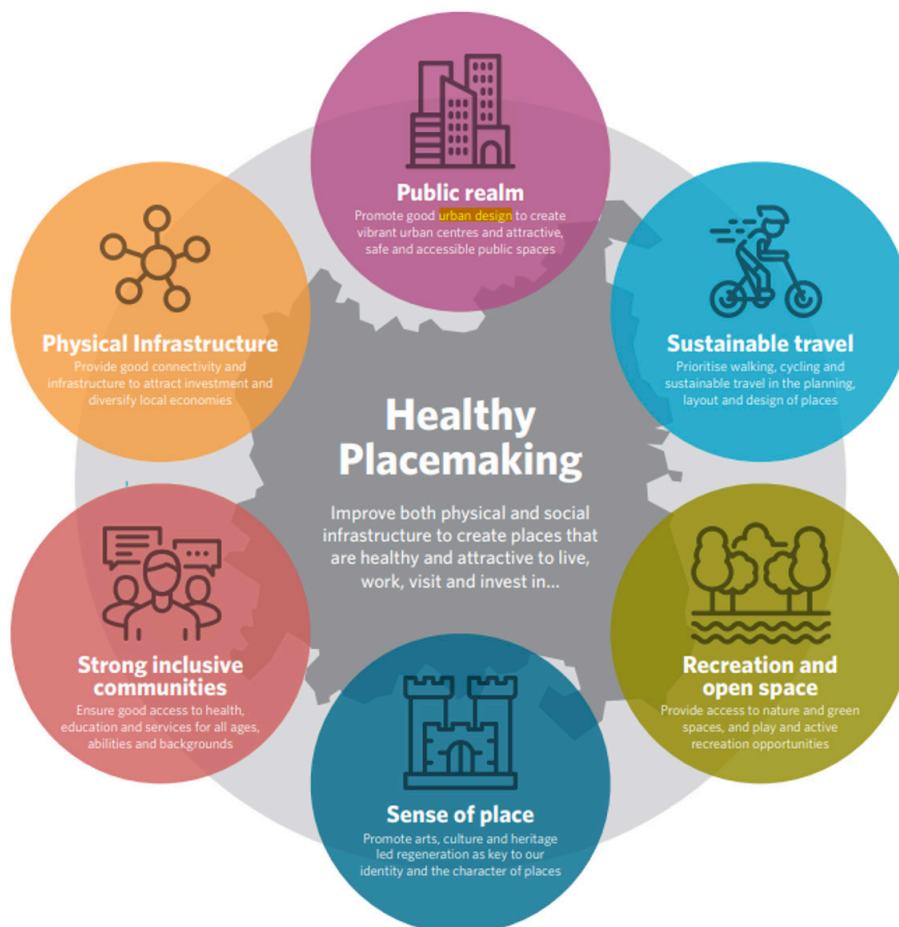 Public realm
Promote good urban design to create
vibrant urban centres and attractive,
safe and accessible public spaces
Physical Infrastructure
Provide good connectivity and
infrastructure to attract investment and
diversify local economies
Sustainable travel
Prioritise walking, cycling and
sustainable travel in the planning,
layout and design of places
Healthy
Placemaking
Improve both physical and social
infrastructure to create places that
are healthy and attractive to live,
work, visit and invest in...
Strong inclusive
communities
Ensure good access to health,
education and services for all ages,
abilities and backgrounds
Recreation and
open space
Provide access to nature and green
spaces, and play and active
recreation opportunities
Sense of place
Promote arts, culture and heritage
led regeneration as key to our
identity and the character of places